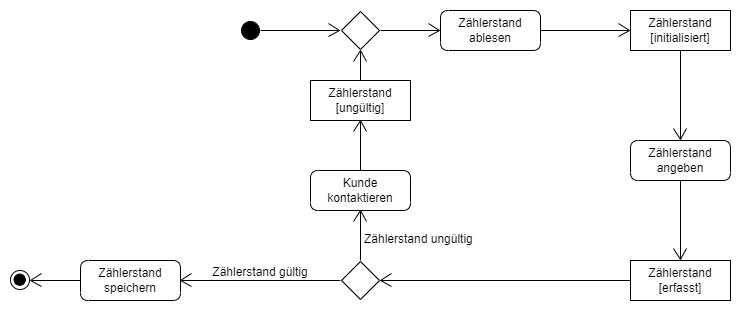 Zählerstand
ablesen
Zählerstand
[initialisiert]
Zählerstand
[ungültig]
Zählerstand
angeben
Kunde
kontaktieren
Zählerstand ungültig
Zählerstand
speichern
Zählerstand gültig
Zählerstand
[erfasst]